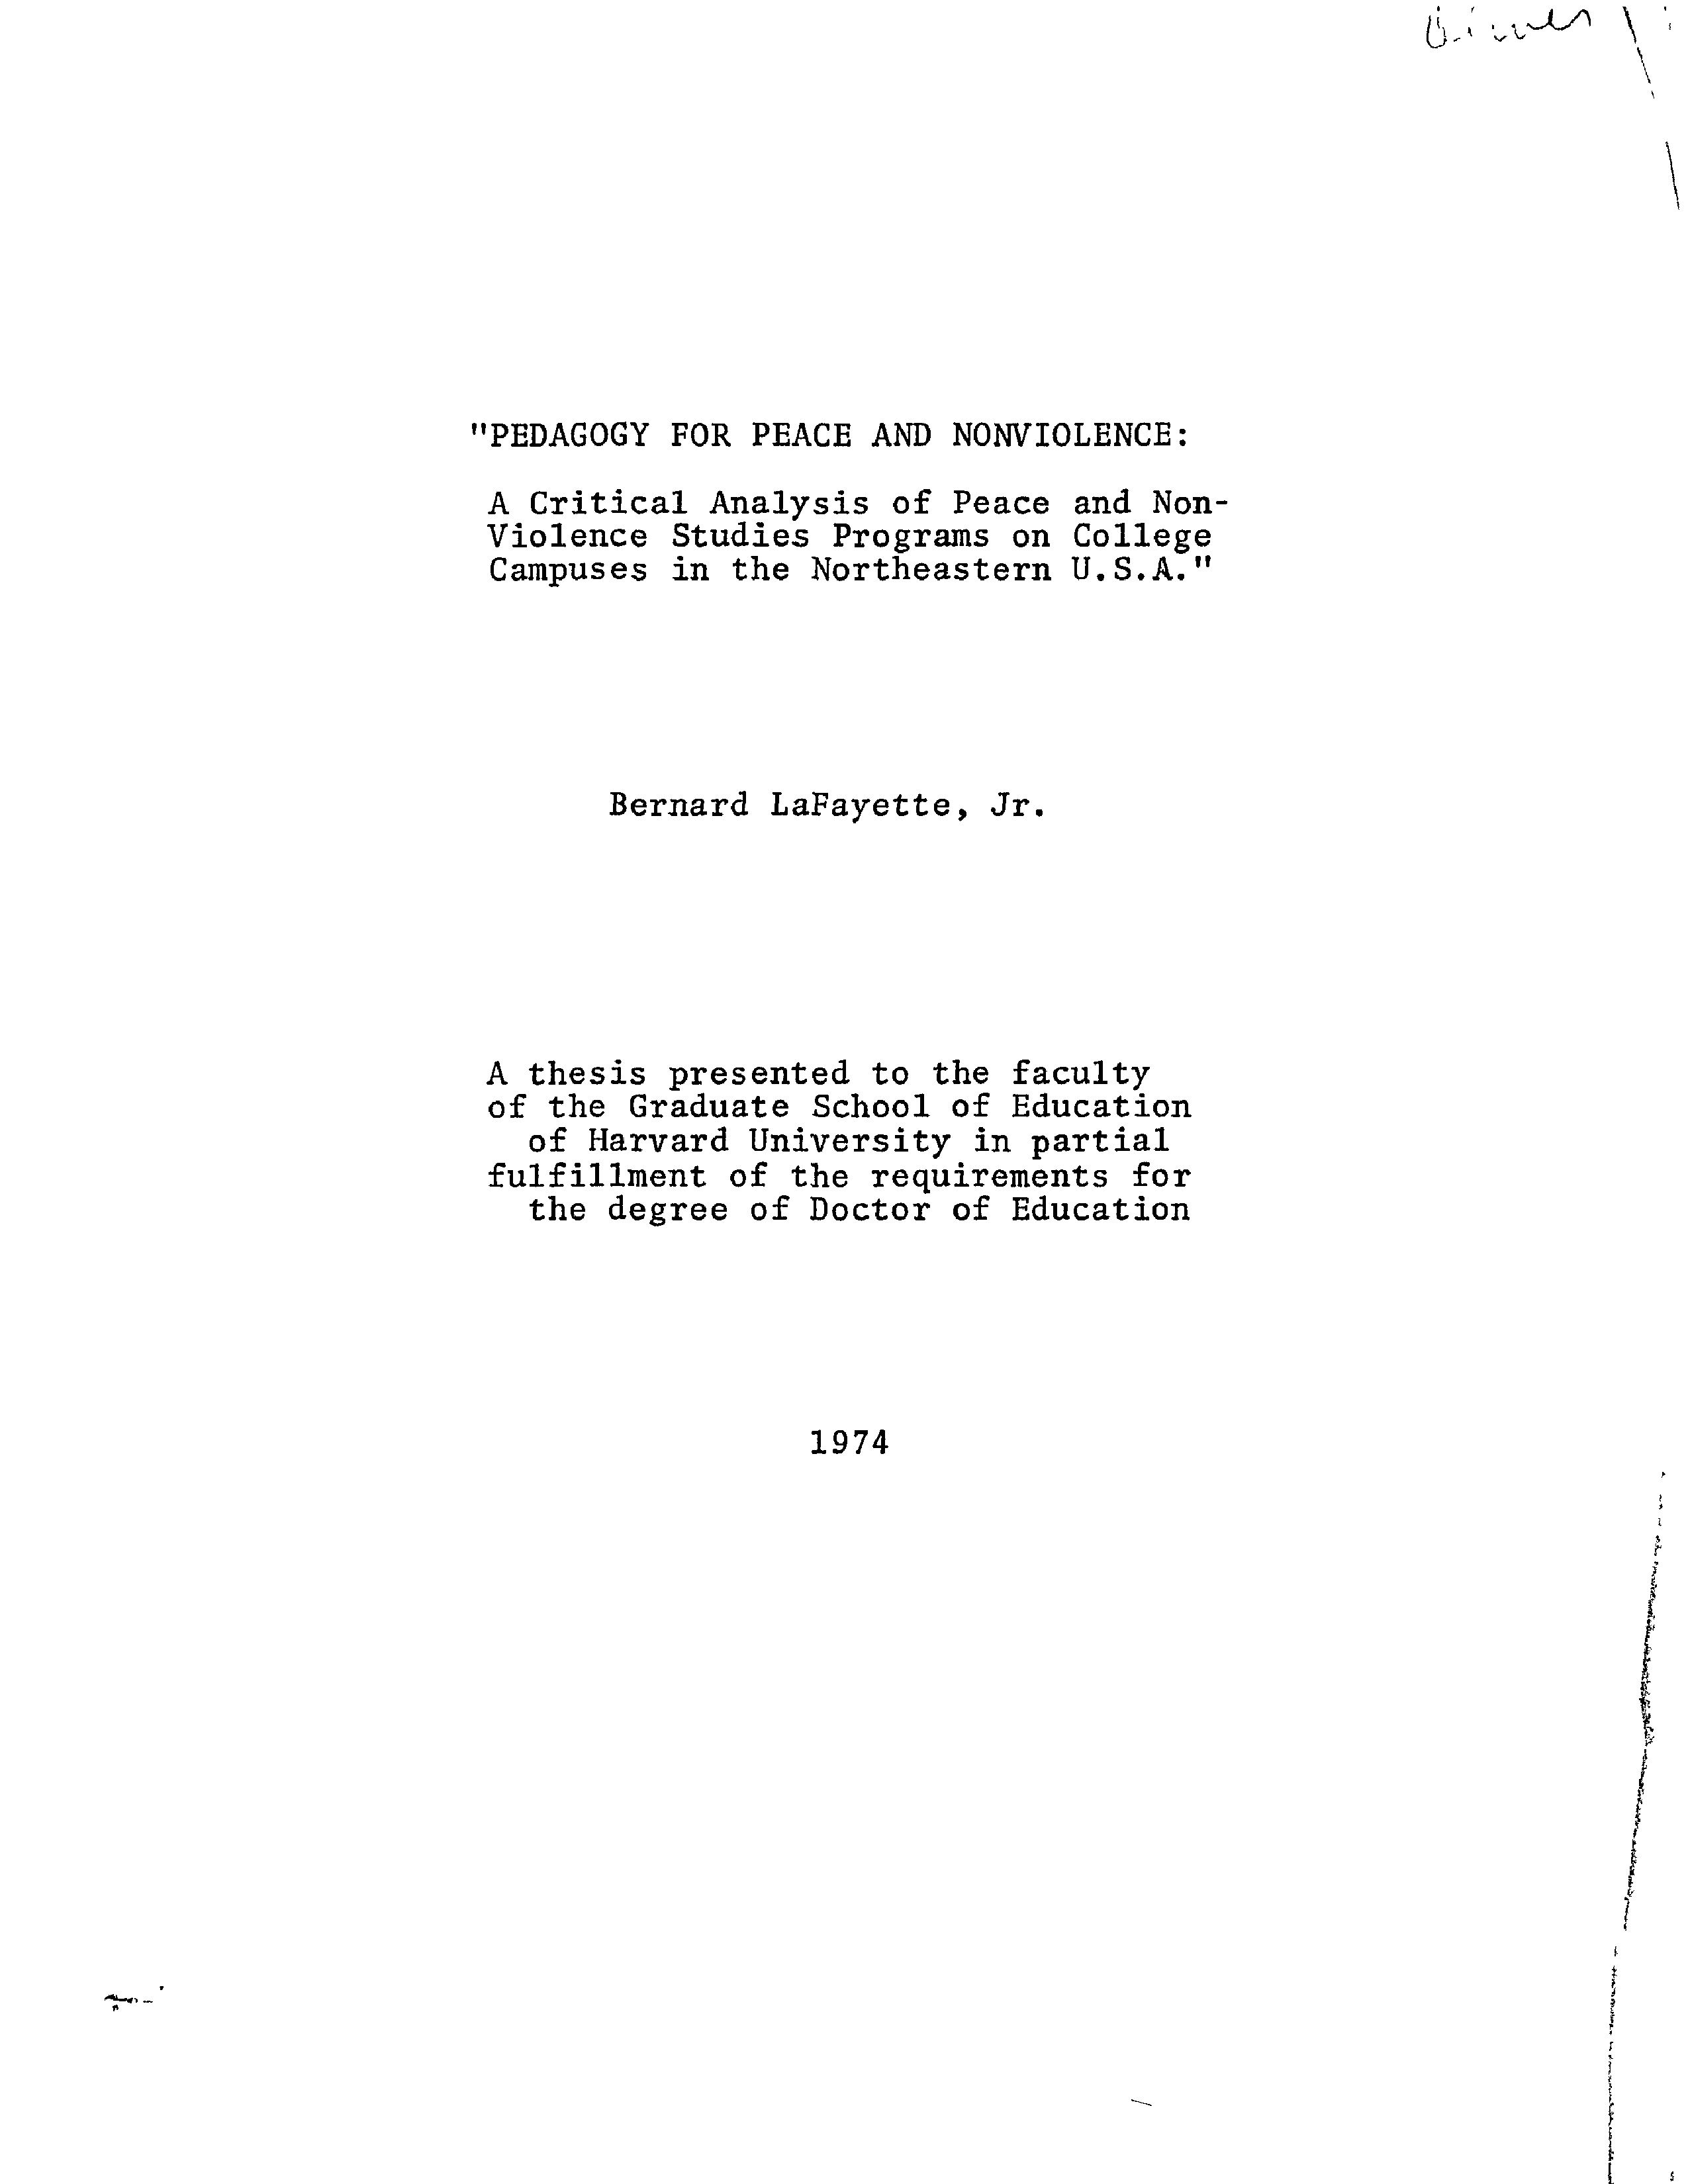 "PEDAGOGY FOR PEACE AND NONVIOLENCE:
A Critical Analysis of Peace and Non-
Violence Studies Programs on College
Campuses in the Northeastern U.S.A."
Bernard LaFayette, Jr.
A thesis presented to the faculty
of the Graduate School of Education
of Harvard University in partial
fulfillment of the requirements for
the degree of Doctor of Education
1974